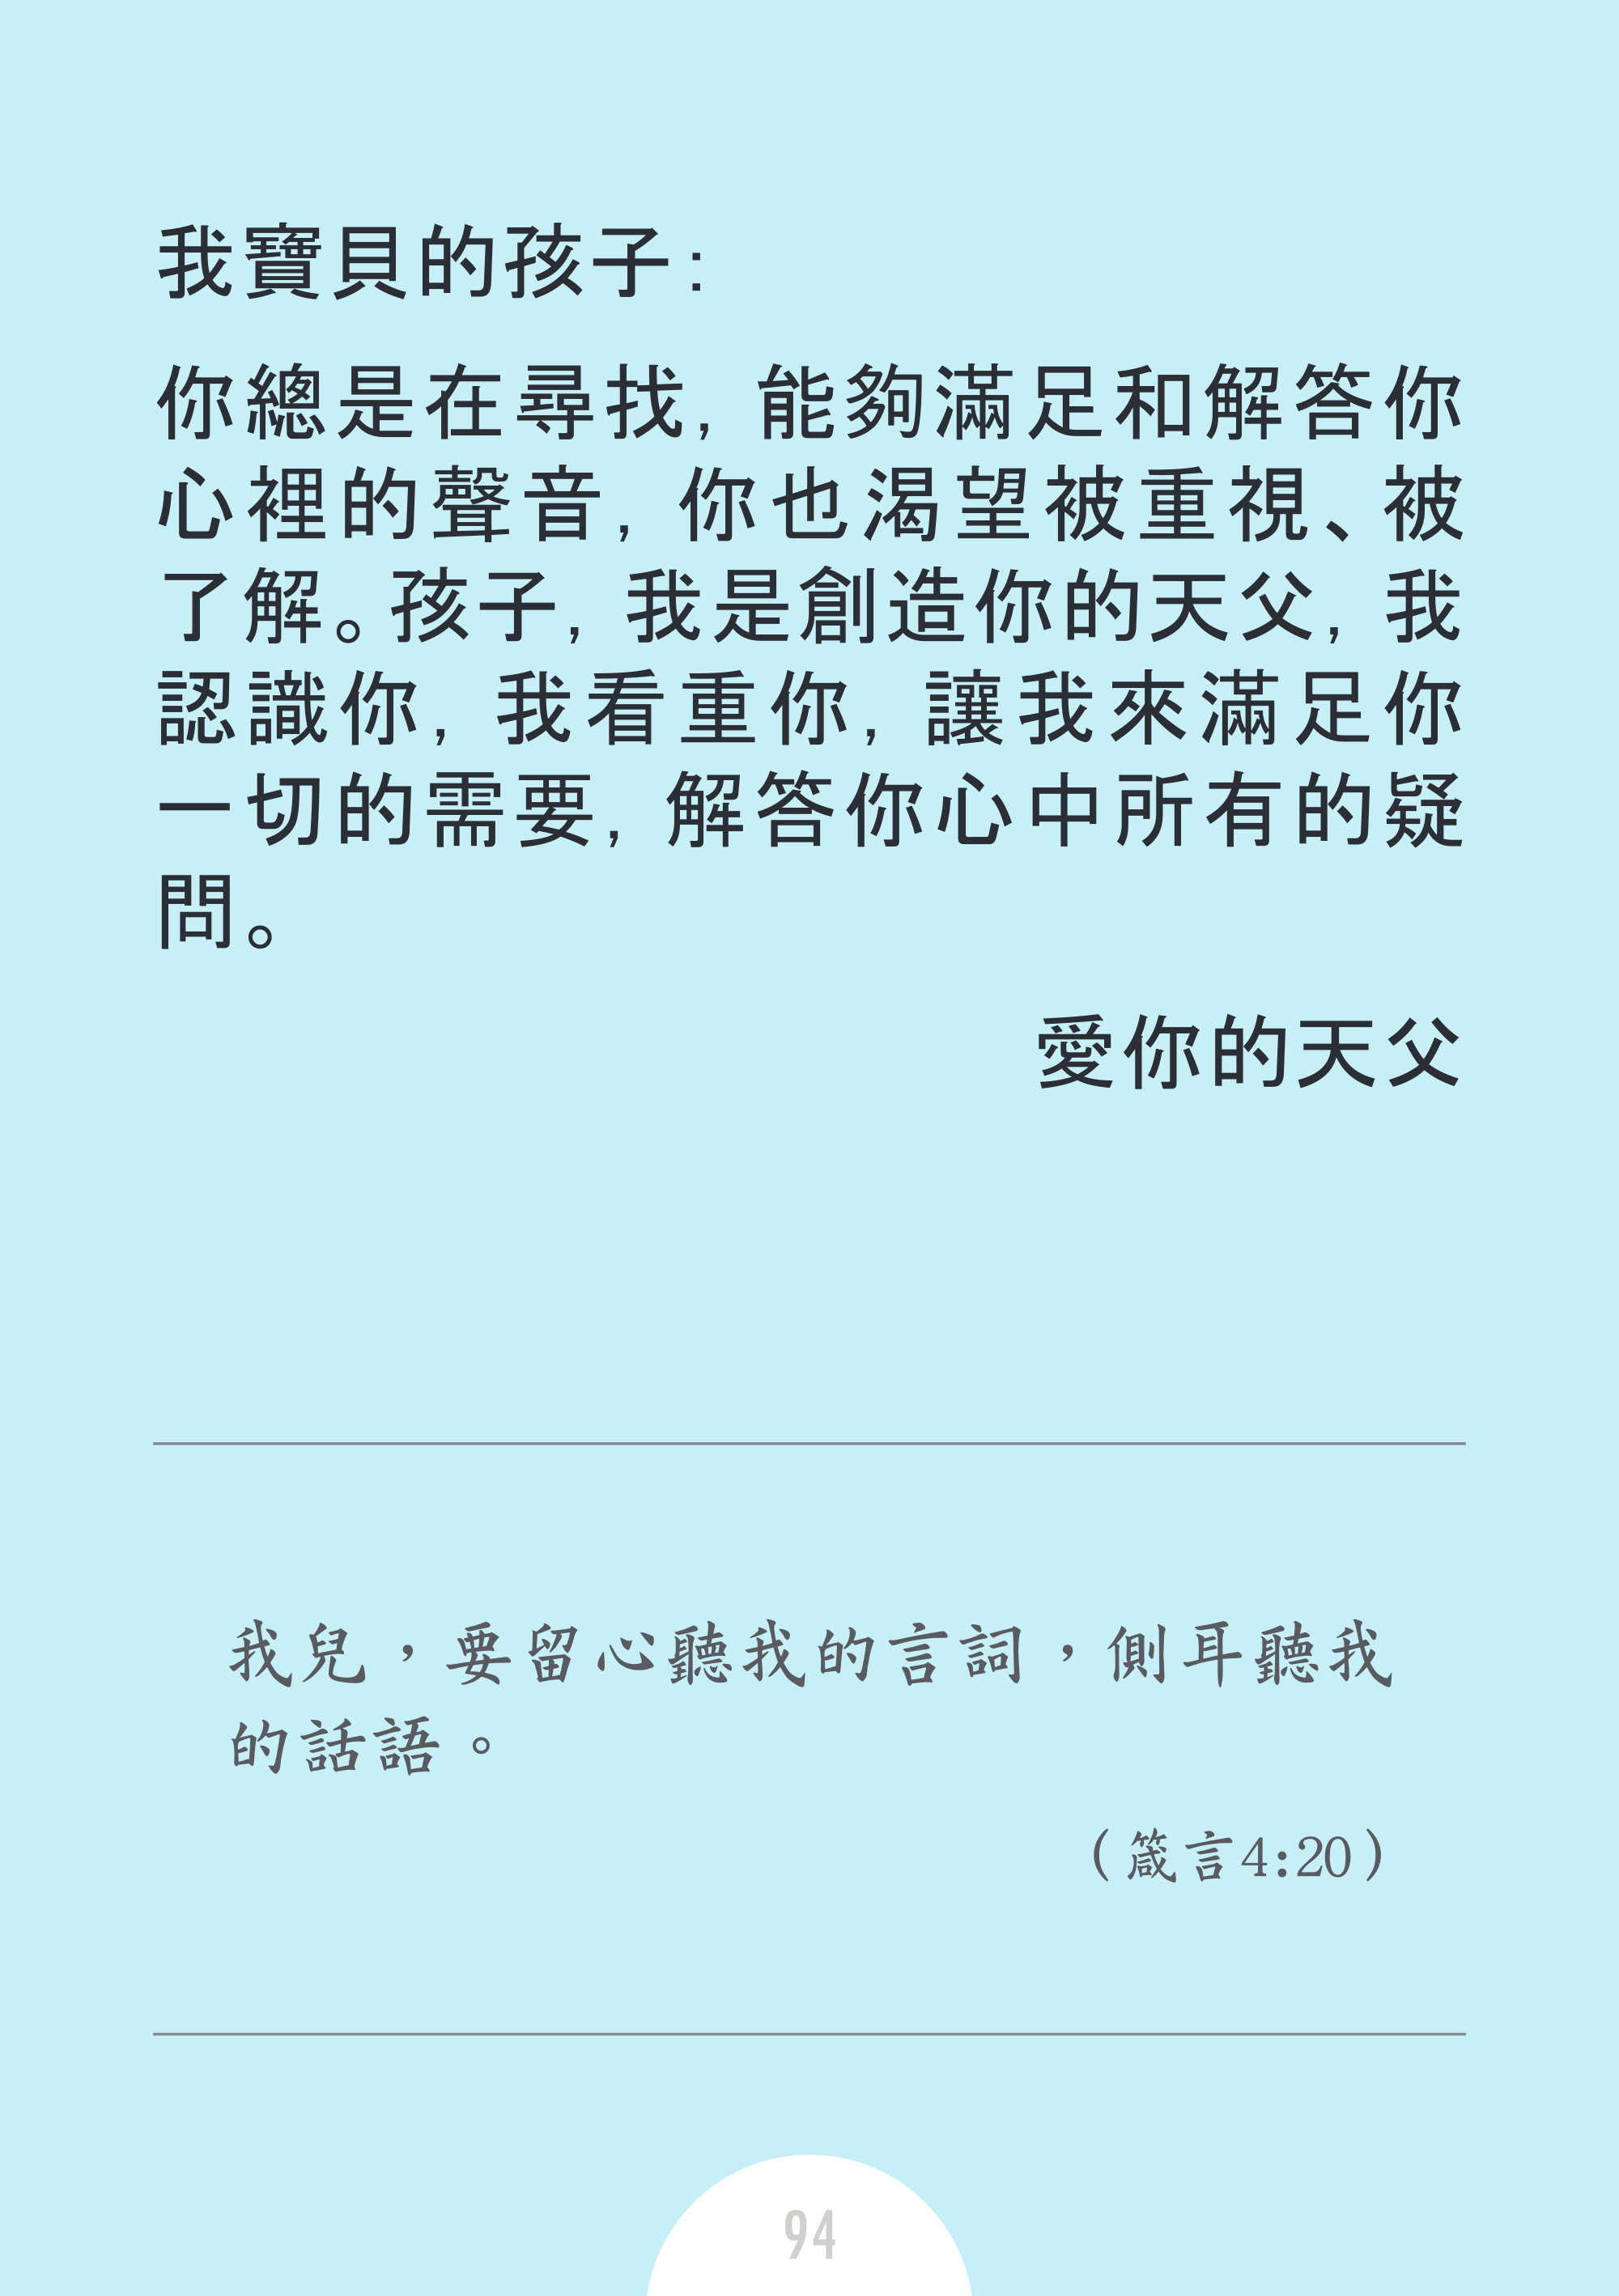 我寶貝的孩子：
你總是在尋找，能夠滿足和解答你
心裡的聲音，你也渴望被重視、被
了解。孩子，我是創造你的天父，我
認識你，我看重你，讓我來滿足你
一切的需要，解答你心中所有的疑
問。
愛你的天父
我兒，要留心聽我的言詞，側耳聽我
的話語。
（箴言4:20）
94